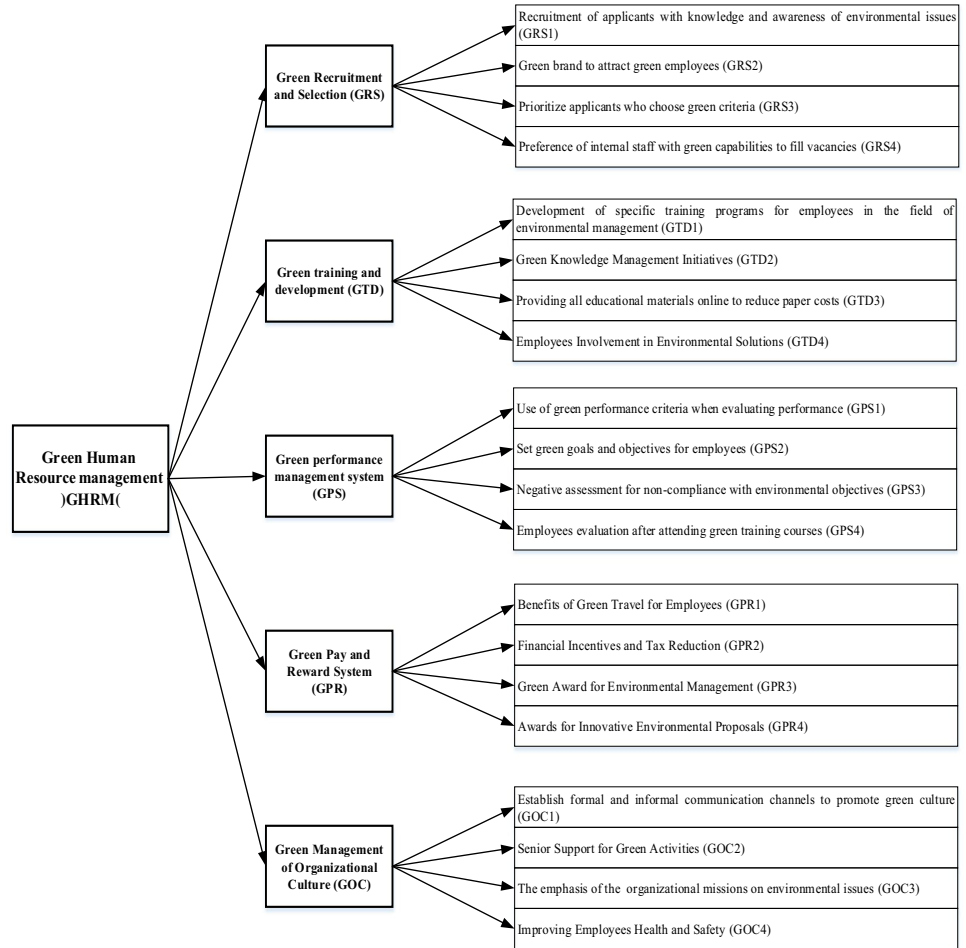 Green Human
Resource management
)GHRM(
Green Recruitment
and Selection (GRS)
Recruitment of applicants with knowledge and awareness of environmental issues
(GRS1)
Green brand to attract green employees (GRS2)
Prioritize applicants who choose green criteria (GRS3)
Preference of internal staff with green capabilities to fill vacancies (GRS4)
Green training and
development (GTD)
Development of specific training programs for employees in the field of
environmental management (GTD1)
Green Knowledge Management Initiatives (GTD2)
Providing all educational materials online to reduce paper costs (GTD3)
Employees Involvement in Environmental Solutions (GTD4)
Green performance
management system
(GPS)
Use of green performance criteria when evaluating performance (GPS1)
Set green goals and objectives for employees (GPS2)
Negative assessment for non-compliance with environmental objectives (GPS3)
Employees evaluation after attending green training courses (GPS4)
Green Pay and
Reward System
(GPR)
Benefits of Green Travel for Employees (GPR1)
Financial Incentives and Tax Reduction (GPR2)
Green Award for Environmental Management (GPR3)
Awards for Innovative Environmental Proposals (GPR4)
Green Management
of Organizational
Culture (GOC)
Establish formal and informal communication channels to promote green culture
(GOC1)
Senior Support for Green Activities (GOC2)
The emphasis of the organizational missions on environmental issues (GOC3)
Improving Employees Health and Safety (GOC4)